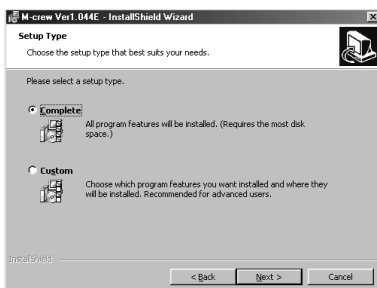 M-crew Ver1.044E - InstallShield Wizard
Setup Type
Choose the setup type that best suits your needs.
Please select a setup type.
Complete
All program features will be installed. (Requires the most disk
space.)
Custom
Choose which program features you want installed and where they
will be installed. Recommended for advanced users.
InstallShield
< Back
Next >
Cancel